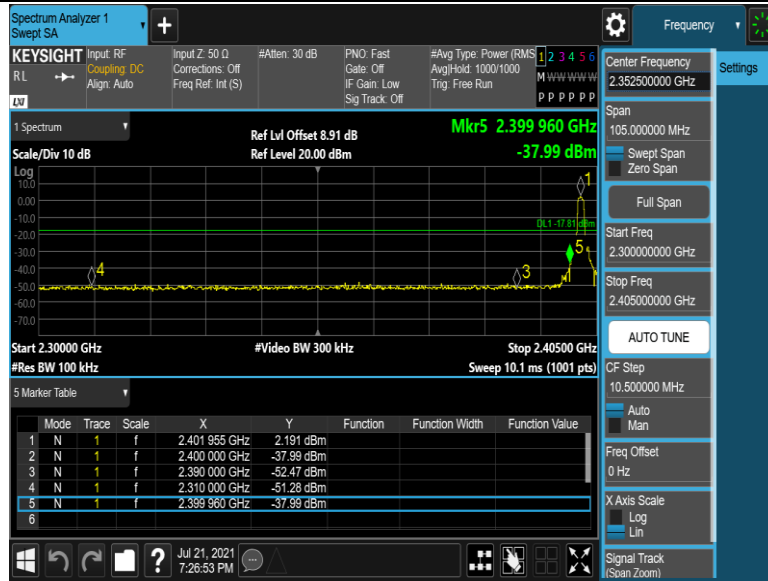 Spectrum Analyzer 1
Swept SA
+
Frequency
KEYSIGHT
RL
LXI
Input: RF
Coupling: DC
Align: Auto
Input Z: 50 Ω
Corrections: Off
Freq Ref: Int (S)
#Atten: 30 dB
PNO: Fast
Gate: Off
IF Gain: Low
Sig Track: Off
#Avg Type: Power (RMS
Avg|Hold: 1000/1000
Trig: Free Run
1 2 3 4 5 6
M W W W W W
P P P P P P
1 Spectrum
Scale/Div 10 dB
Ref Lvl Offset 8.91 dB
Ref Level 20.00 dBm
Mkr5 2.399 960 GHz
-37.99 dBm
Log
10.0
0.00
-10.0
-20.0
-30.0
-40.0
-50.0
-60.0
-70.0
1
DL1 -17.81 dBm
5
4
3
Start 2.30000 GHz
#Video BW 300 kHz
Stop 2.40500 GHz
#Res BW 100 kHz
Sweep 10.1 ms (1001 pts)
5 Marker Table
Mode Trace Scale X Y Function Function Width Function Value
1 N 1 f 2.401 955 GHz 2.191 dBm
2 N 1 f 2.400 000 GHz -37.99 dBm
3 N 1 f 2.390 000 GHz -52.47 dBm
4 N 1 f 2.310 000 GHz -51.28 dBm
5 N 1 f 2.399 960 GHz -37.99 dBm
6
?
Jul 21, 2021
7:26:53 PM
Center Frequency
2.352500000 GHz
Settings
Span
105.000000 MHz
Swept Span
Zero Span
Full Span
Start Freq
2.300000000 GHz
Stop Freq
2.405000000 GHz
AUTO TUNE
CF Step
10.500000 MHz
Auto
Man
Freq Offset
0 Hz
X Axis Scale
Log
Lin
Signal Track
(Span Zoom)